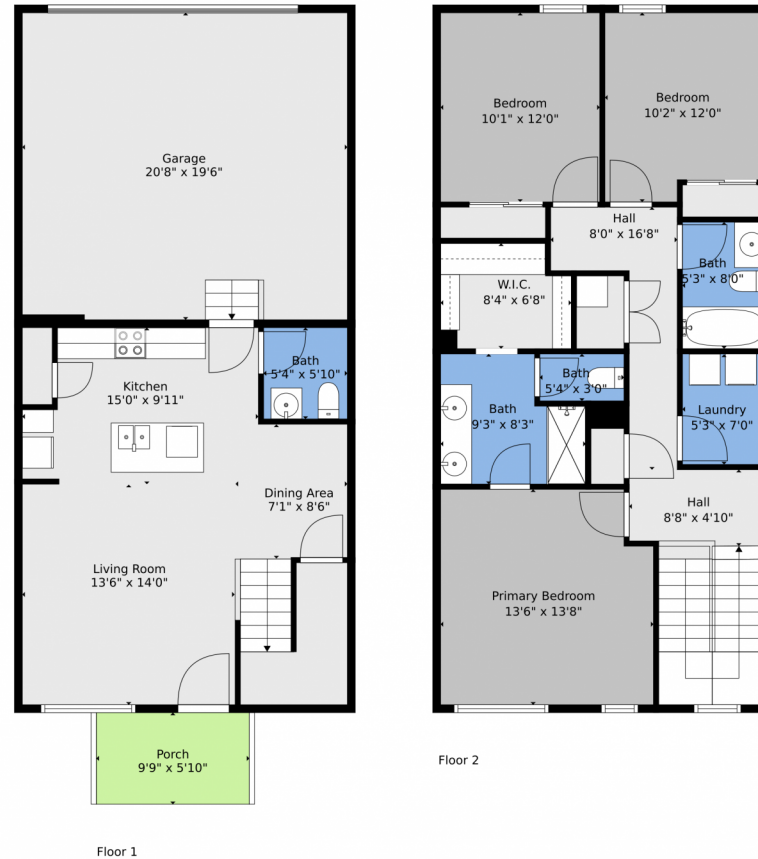 Garage
20'8" x 19'6"
Kitchen
15'0" x 9'11"
Bath
5'4" x 5'10"
Dining Area
7'1" x 8'6"
Living Room
13'6" x 14'0"
Porch
9'9" x 5'10"
Floor 1
Bedroom
10'1" x 12'0"
Bedroom
10'2" x 12'0"
Hall
8'0" x 16'8"
Bath
5'3" x 8'0"
W.I.C.
8'4" x 6'8"
Bath
5'4" x 3'0"
Bath
9'3" x 8'3"
Laundry
5'3" x 7'0"
Hall
8'8" x 4'10"
Primary Bedroom
13'6" x 13'8"
Floor 2